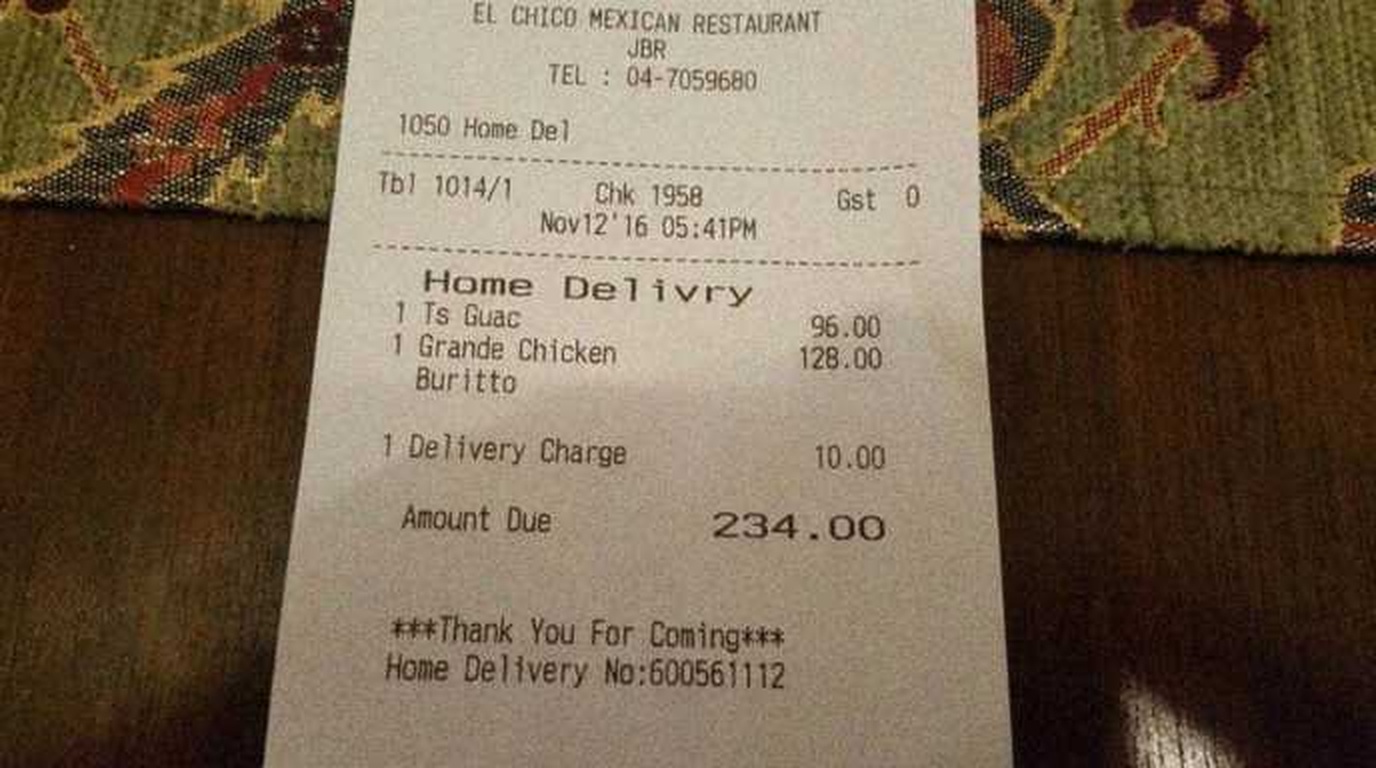 EL CHICO MEXICAN RESTAURANT
JBR
TEL : 04-7059680
1050 Home Del
Tbl 1014/1 Chk 1958 Gst 0
Nov12'16 05:41PM
Home Delivry
1 Ts Guac 96.00
1 Grande Chicken 128.00
Buritto
1 Delivery Charge 10.00
Amount Due 234.00
***Thank You For Coming***
Home Delivery No:600561112